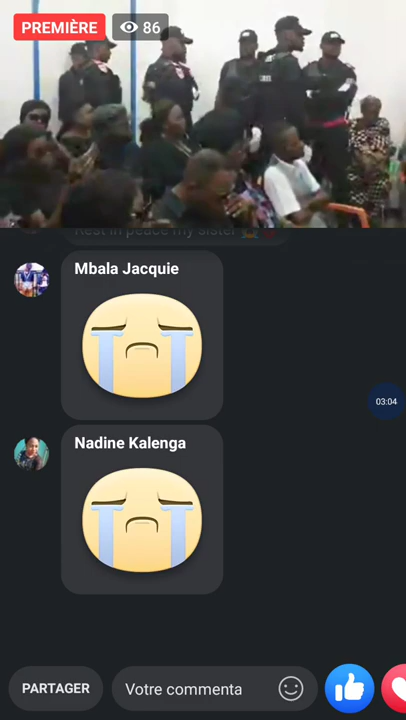 PREMIÈRE
86
Rest in peace my sister
Mbala Jacquie
03:04
Nadine Kalenga
PARTAGER
Votre commenta